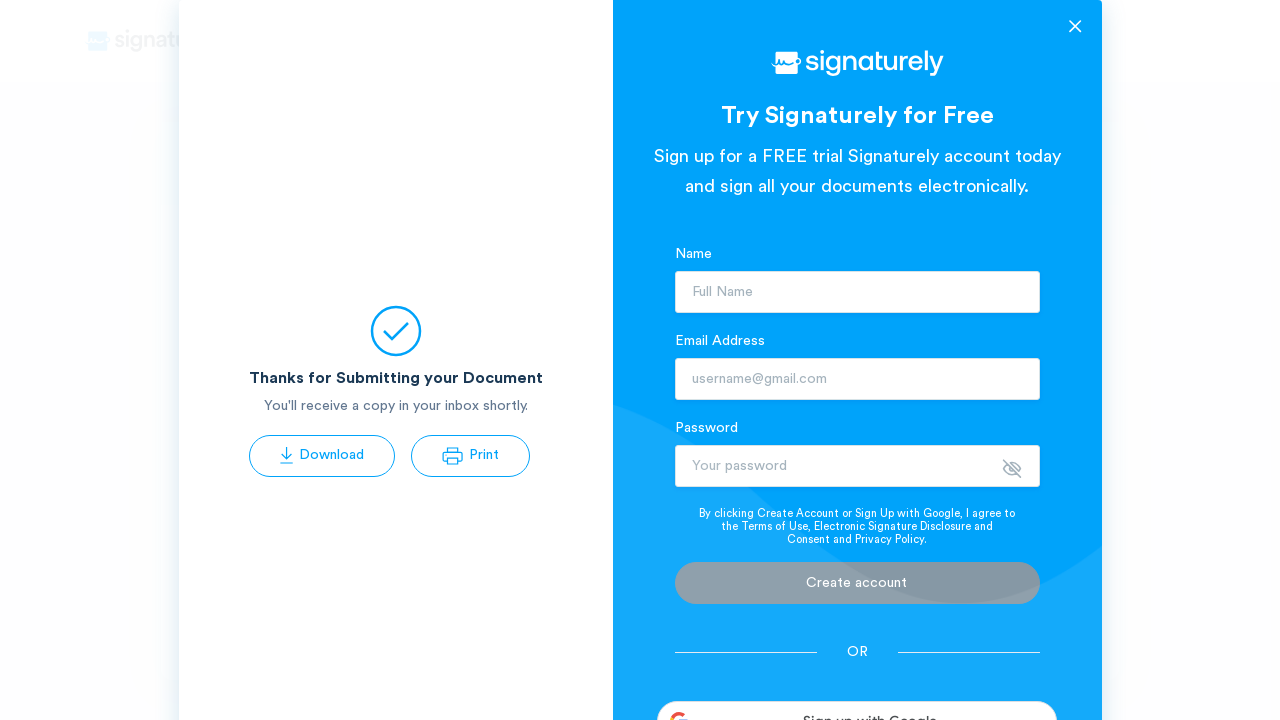 signaturely
Thanks for Submitting your Document
You'll receive a copy in your inbox shortly.
Download
Print
signaturely
Try Signaturely for Free
Sign up for a FREE trial Signaturely account today
and sign all your documents electronically.
Name
Full Name
Email Address
username@gmail.com
Password
Your password
By clicking Create Account or Sign Up with Google, I agree to
the Terms of Use, Electronic Signature Disclosure and
Consent and Privacy Policy.
Create account
OR
Sign up with Google